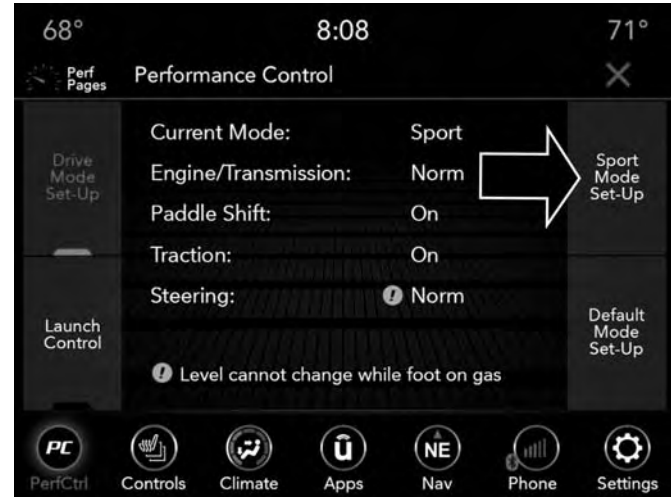 68° 8:08 71°
Perf
Pages
Performance Control
Drive
Mode
Set-Up
Current Mode: Sport
Engine/Transmission: Norm
Paddle Shift: On
Traction: On
Steering: ! Norm
! Level cannot change while foot on gas
Sport
Mode
Set-Up
Launch
Control
Default
Mode
Set-Up
PC
PerfCtrl
Controls
Climate
û
Apps
NE
Nav
Phone
Settings